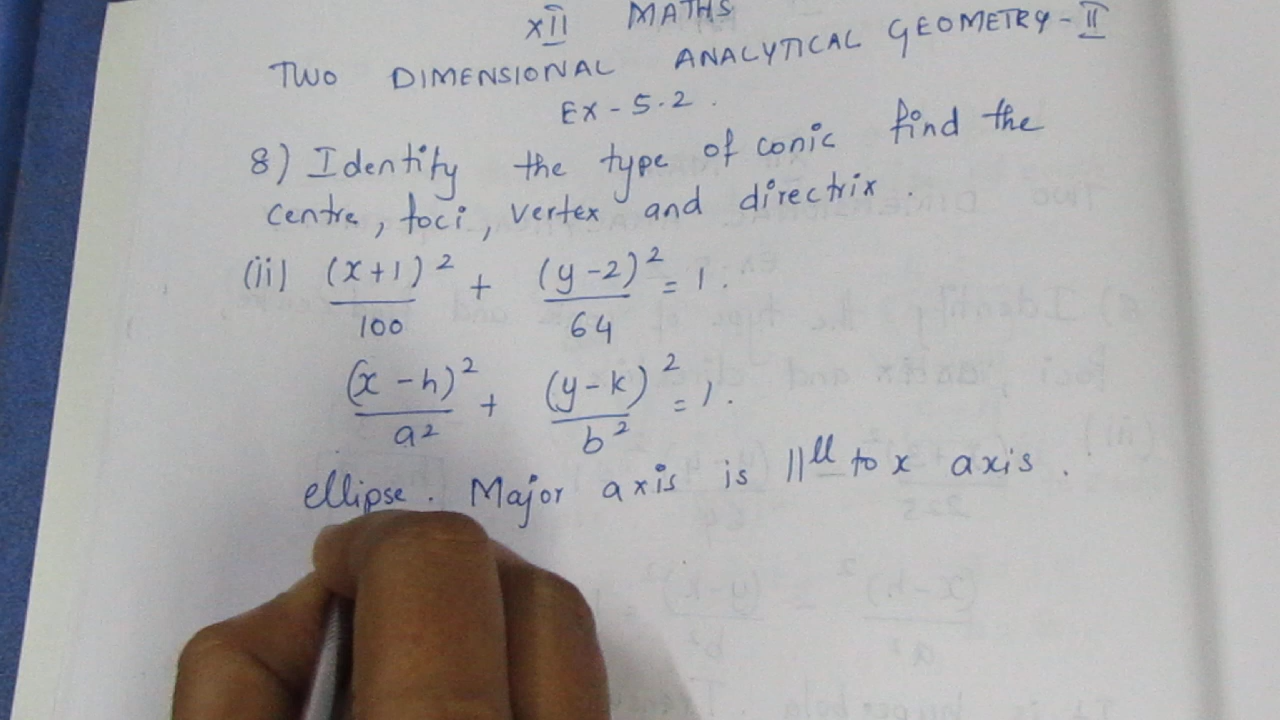 XII MATHS
TWO DIMENSIONAL ANALYTICAL GEOMETRY - II
EX - 5.2.
8) Identify the type of conic find the
centre, foci, vertex and directrix.
(ii) (x+1)²/100 + (y-2)²/64 = 1.
(x-h)²/a² + (y-k)²/b² = 1.
ellipse. Major axis is ||ˡˡ to x axis.